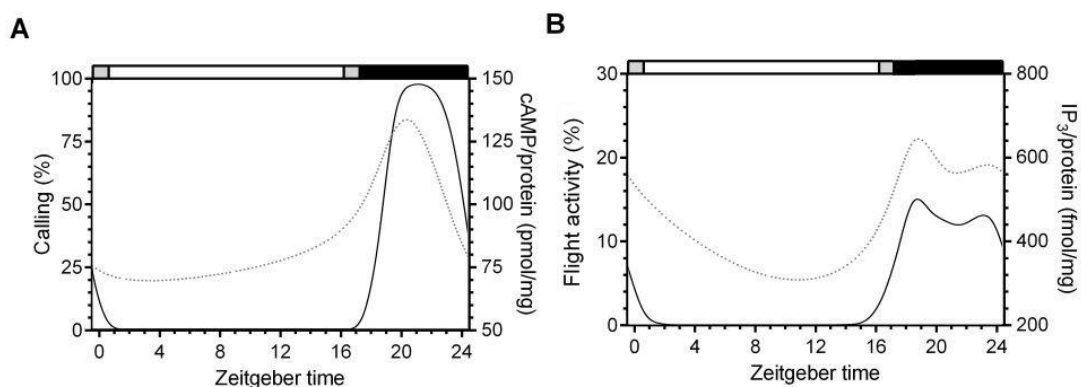 A
100
75
50
25
0
Calling (%)
150
125
100
75
50
cAMP/protein (pmol/mg)
0 4 8 12 16 20 24
Zeitgeber time
B
30
20
10
0
Flight activity (%)
800
600
400
200
IP3/protein (fmol/mg)
0 4 8 12 16 20 24
Zeitgeber time